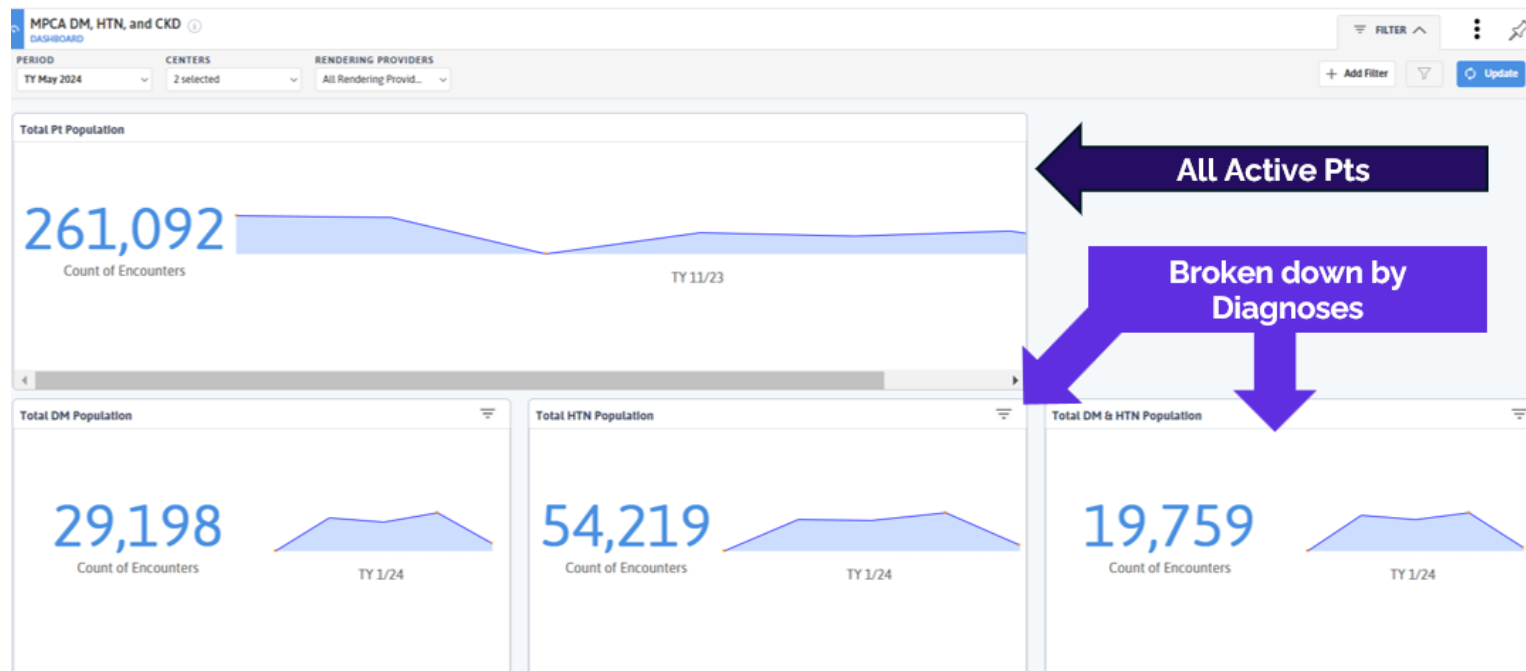 MPCA DM, HTN, and CKD
DASHBOARD
FILTER
PERIOD
CENTERS
RENDERING PROVIDERS
TY May 2024
2 selected
All Rendering Provid...
+ Add Filter
Update
Total Pt Population
All Active Pts
261,092
Count of Encounters
TY 11/23
Broken down by
Diagnoses
Total DM Population
Total HTN Population
Total DM & HTN Population
29,198
Count of Encounters
TY 1/24
54,219
Count of Encounters
TY 1/24
19,759
Count of Encounters
TY 1/24